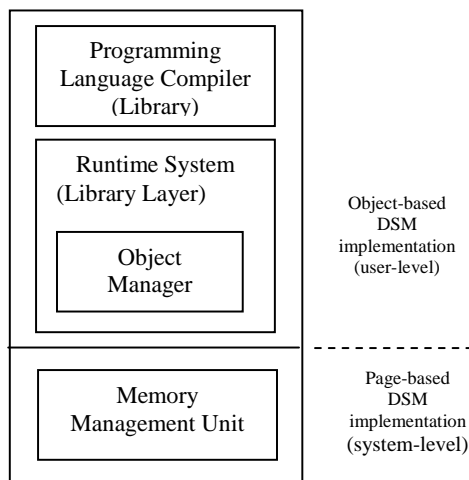 Programming
Language Compiler
(Library)
Runtime System
(Library Layer)
Object
Manager
Object-based
DSM
implementation
(user-level)
Memory
Management Unit
Page-based
DSM
implementation
(system-level)